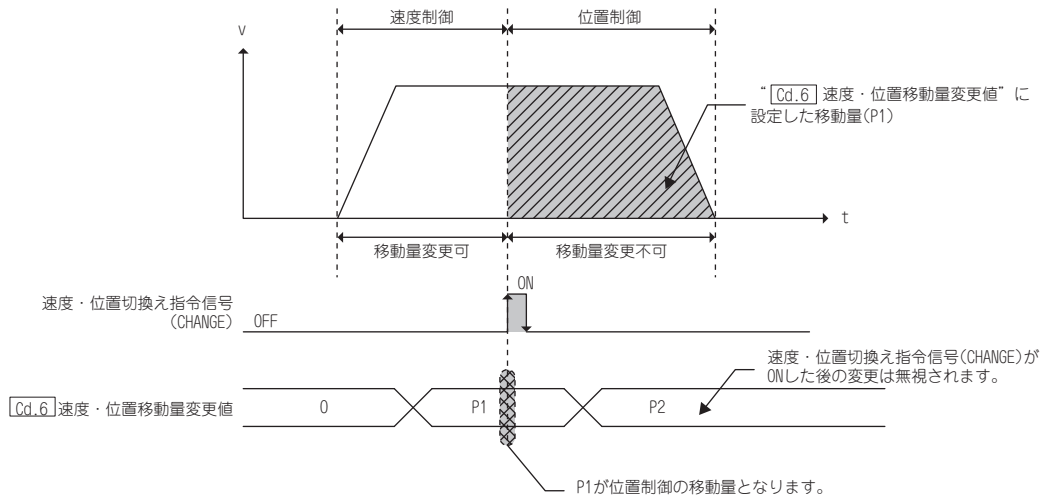 速度制御
位置制御
v
“ Cd.6 速度・位置移動量変更値”に
設定した移動量(P1)
t
移動量変更可
移動量変更不可
ON
速度・位置切換え指令信号
(CHANGE)
OFF
速度・位置切換え指令信号(CHANGE)が
ONした後の変更は無視されます。
Cd.6 速度・位置移動量変更値
0
P1
P2
P1が位置制御の移動量となります。